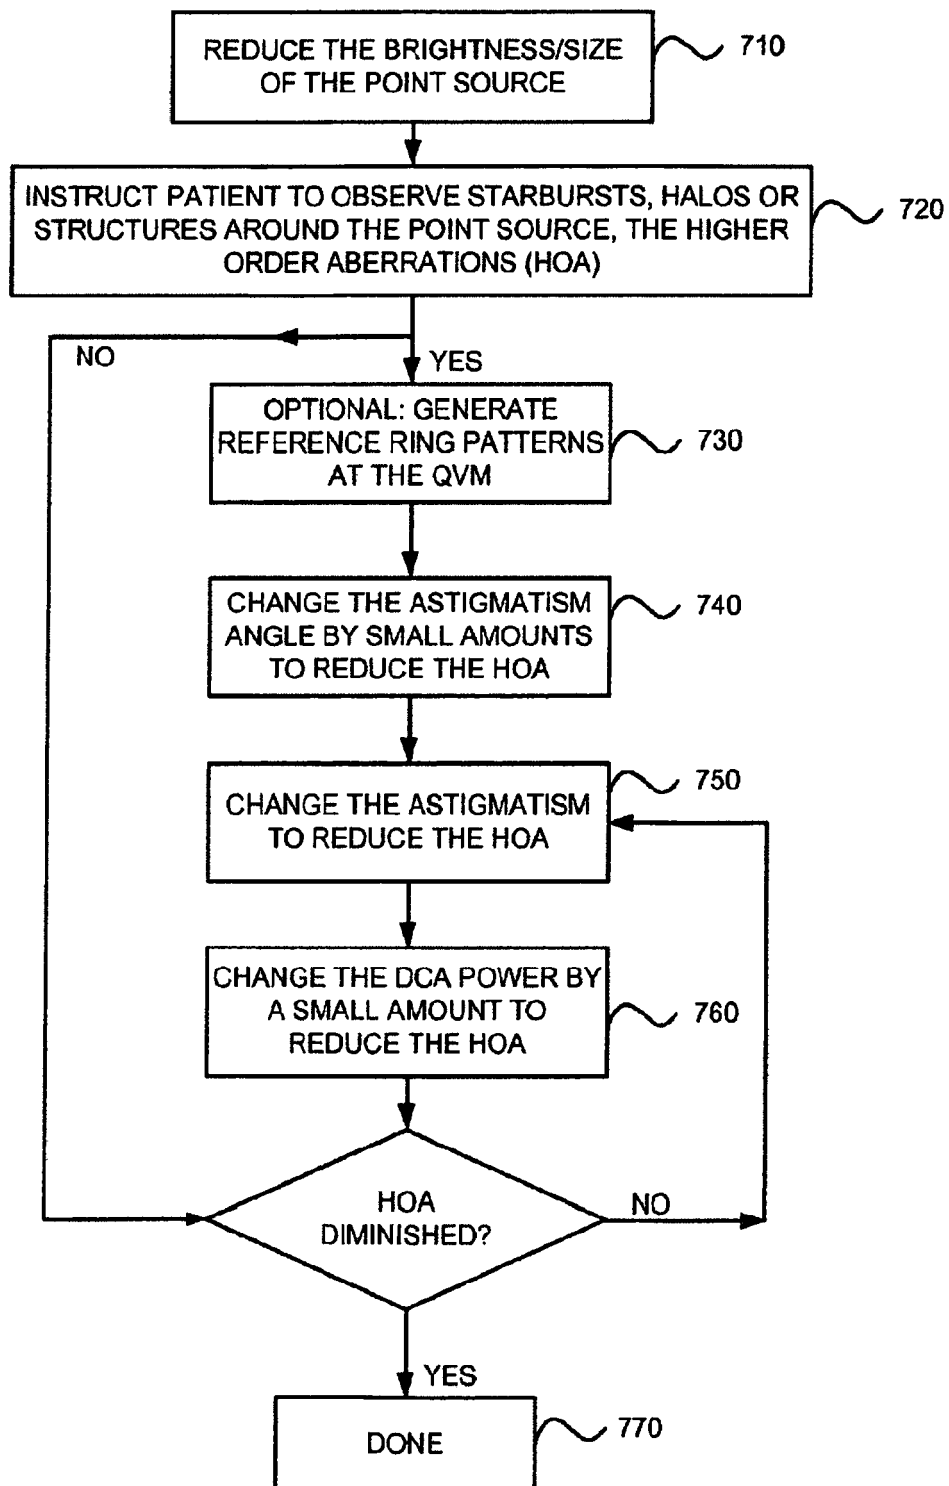 REDUCE THE BRIGHTNESS/SIZE
OF THE POINT SOURCE
710
INSTRUCT PATIENT TO OBSERVE STARBURSTS, HALOS OR
STRUCTURES AROUND THE POINT SOURCE, THE HIGHER
ORDER ABERRATIONS (HOA)
720
NO
YES
OPTIONAL: GENERATE
REFERENCE RING PATTERNS
AT THE QVM
730
CHANGE THE ASTIGMATISM
ANGLE BY SMALL AMOUNTS
TO REDUCE THE HOA
740
CHANGE THE ASTIGMATISM
TO REDUCE THE HOA
750
CHANGE THE DCA POWER BY
A SMALL AMOUNT TO
REDUCE THE HOA
760
HOA
DIMINISHED?
NO
YES
DONE
770